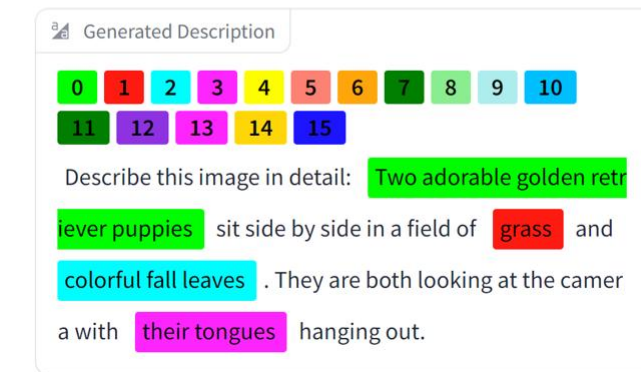 Generated Description
0 1 2 3 4 5 6 7 8 9 10
11 12 13 14 15
Describe this image in detail: Two adorable golden retr
iever puppies sit side by side in a field of grass and
colorful fall leaves . They are both looking at the camer
a with their tongues hanging out.